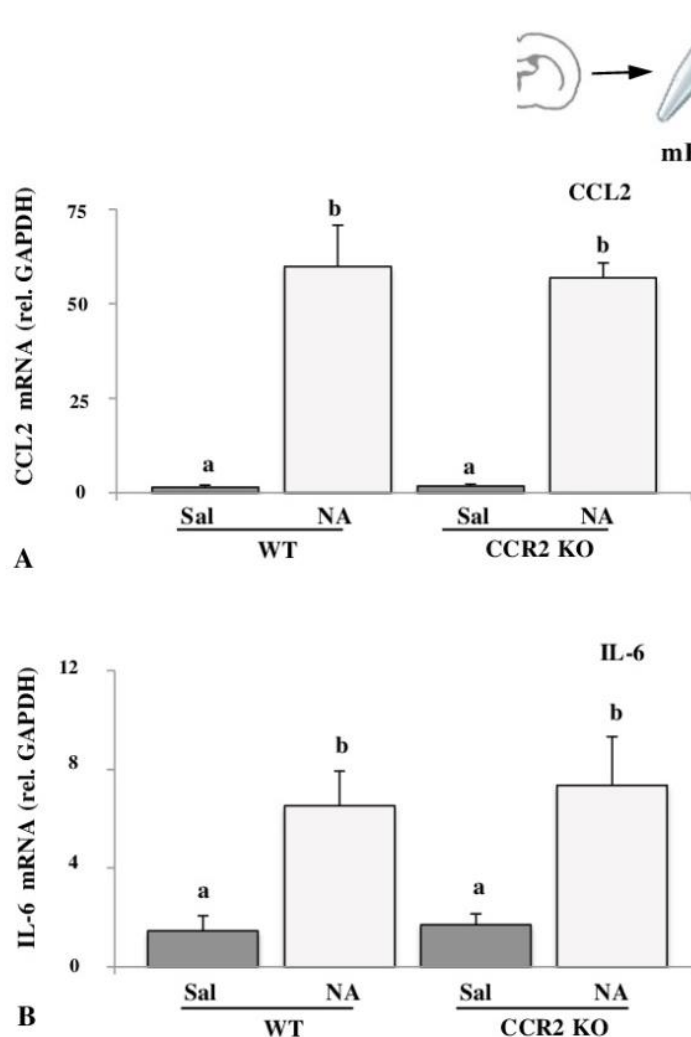 mI
CCL2
CCL2 mRNA (rel. GAPDH)
75
50
25
0
b
b
a
a
Sal NA Sal NA
WT CCR2 KO
A
IL-6
IL-6 mRNA (rel. GAPDH)
12
8
4
0
b
b
a
a
Sal NA Sal NA
WT CCR2 KO
B